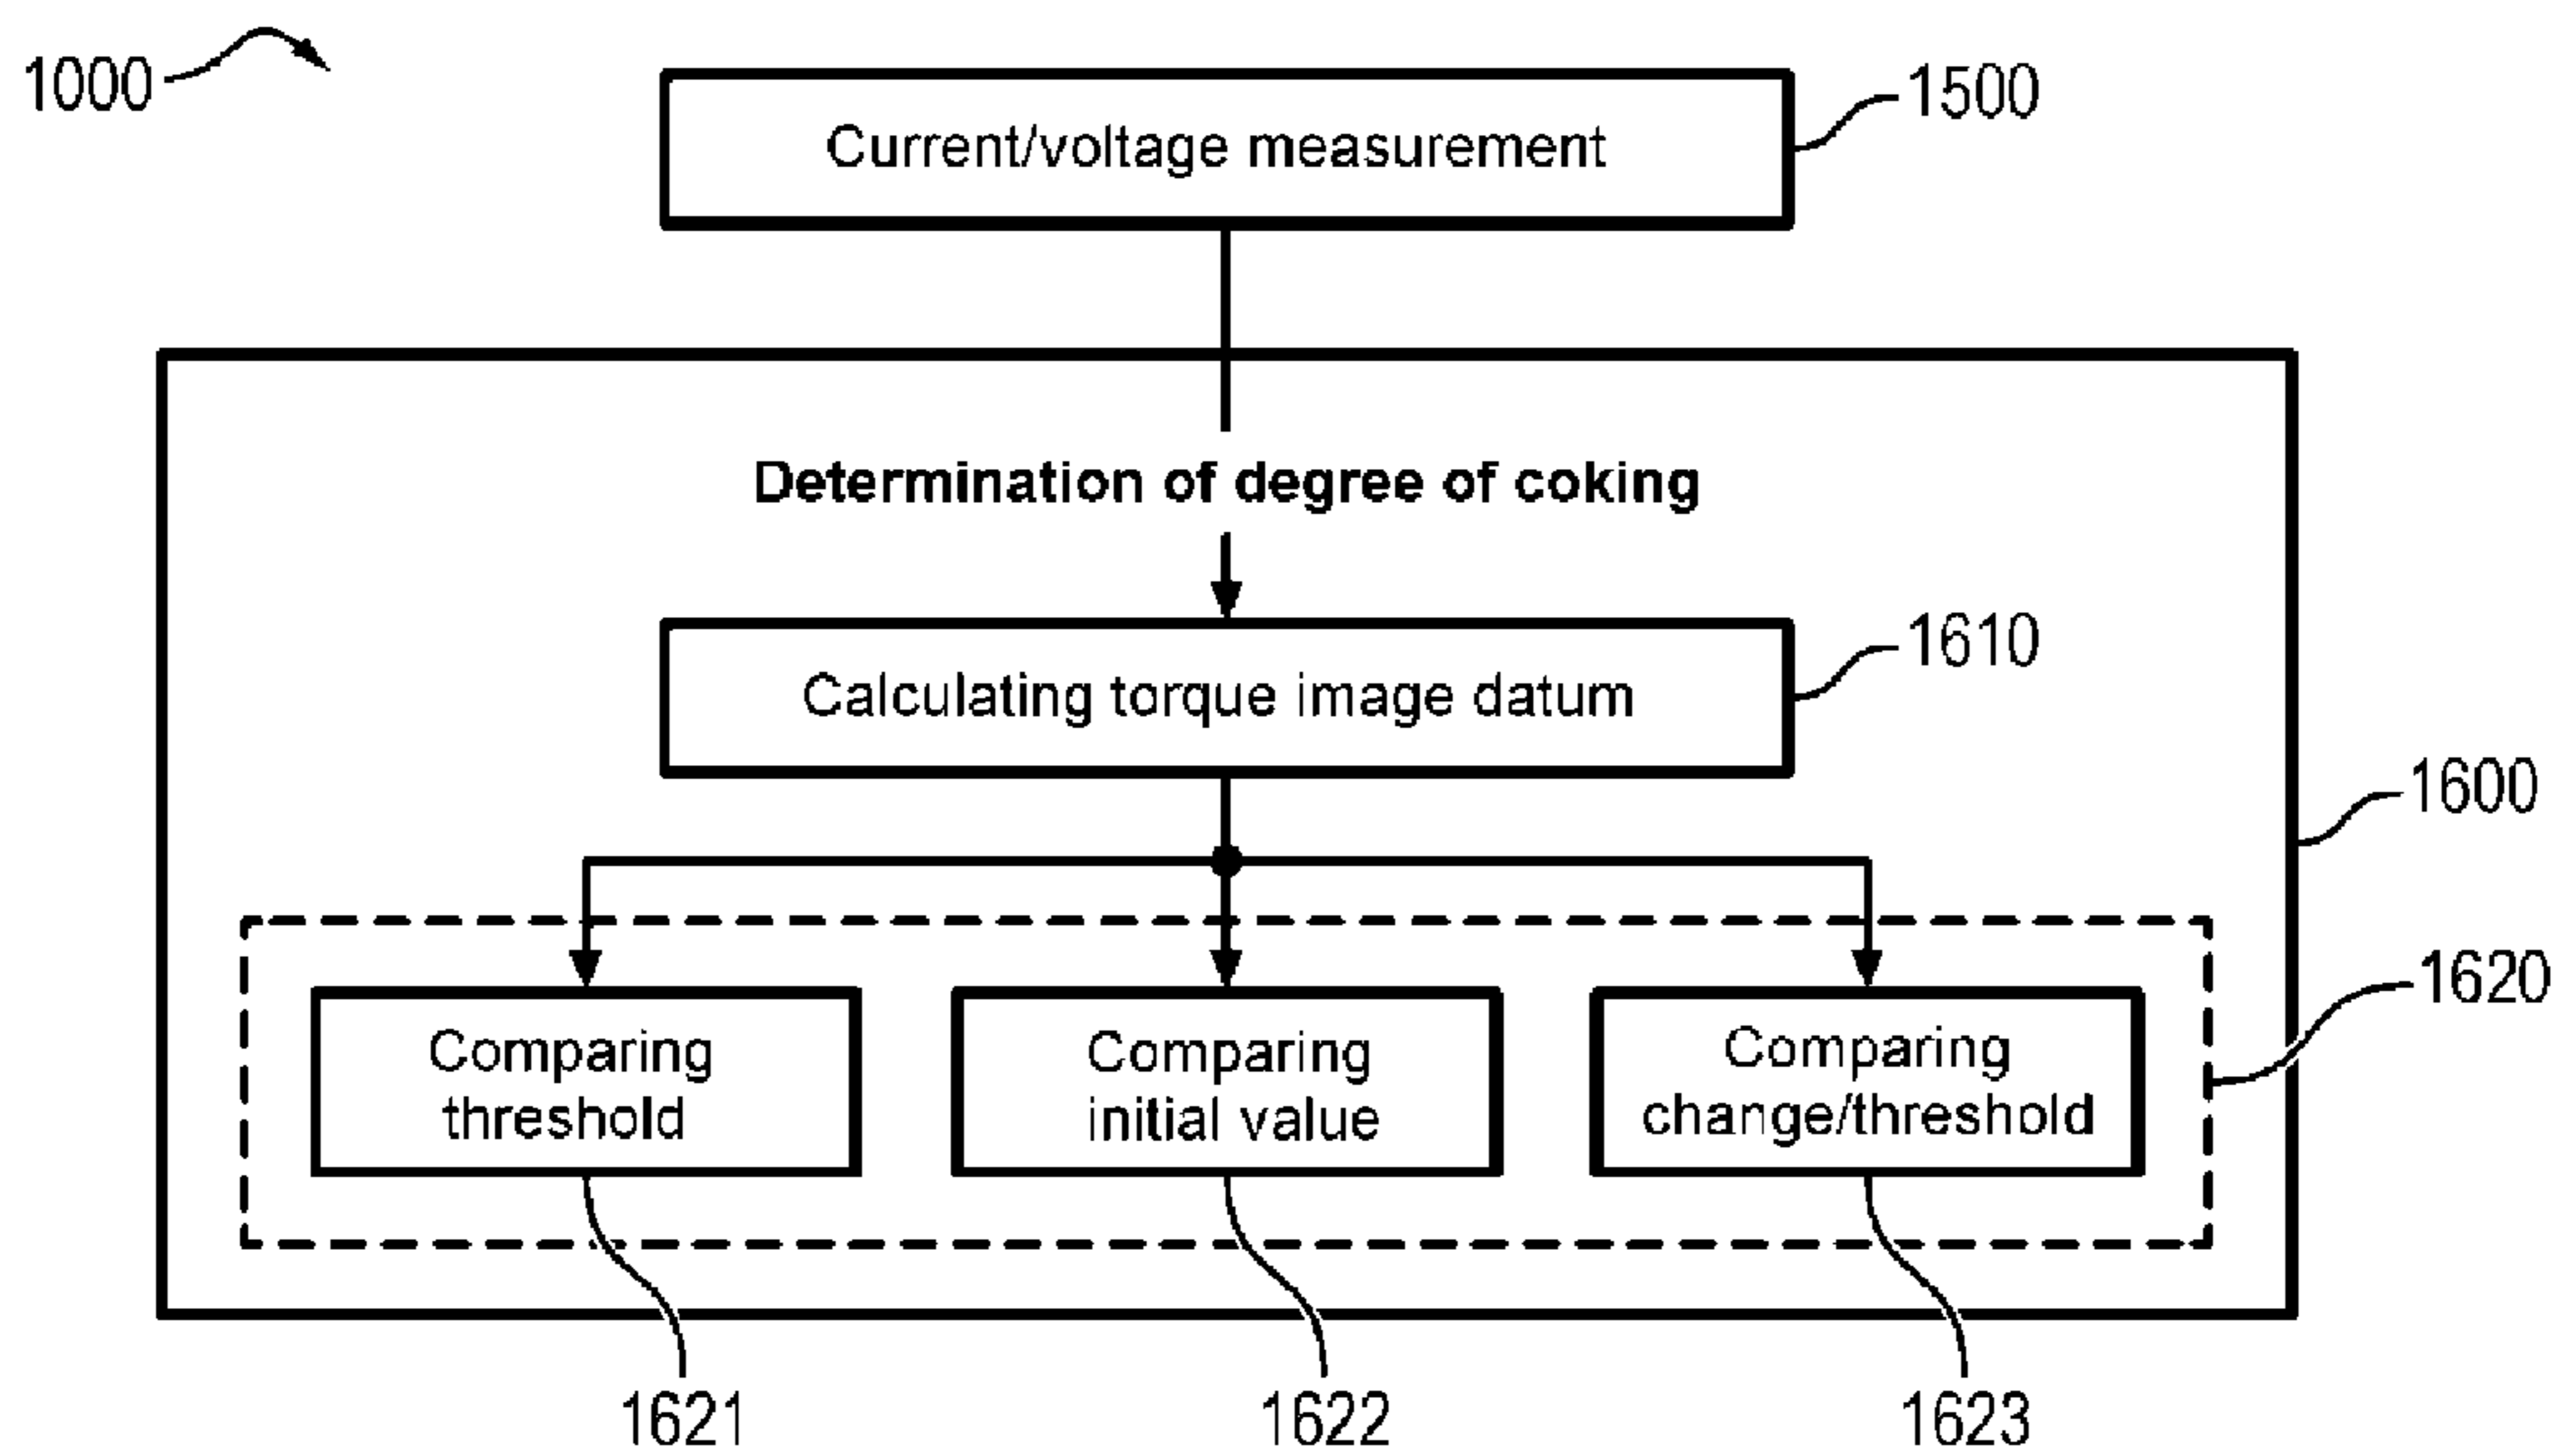 1000
Current/voltage measurement
1500
Determination of degree of coking
Calculating torque image datum
1610
1600
1620
Comparing
threshold
Comparing
initial value
Comparing
change/threshold
1621
1622
1623